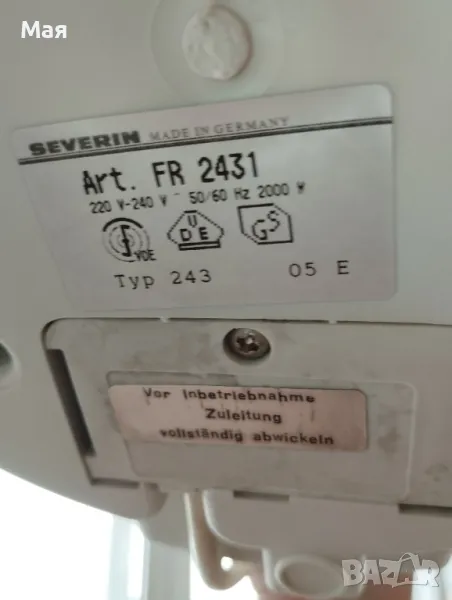 Мая
SEVERIN MADE IN GERMANY
Art. FR 2431
220 V-240 V~ 50/60 Hz 2000 W
VDE
U
D E
GS
Typ 243 05 E
Vor Inbetriebnahme
Zuleitung
vollständig abwickeln
BAZAR